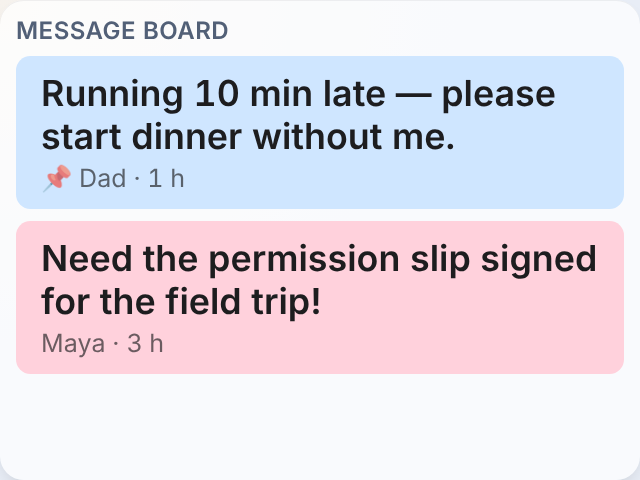 MESSAGE BOARD
Running 10 min late — please
start dinner without me.
📌 Dad · 1 h
Need the permission slip signed
for the field trip!
Maya · 3 h